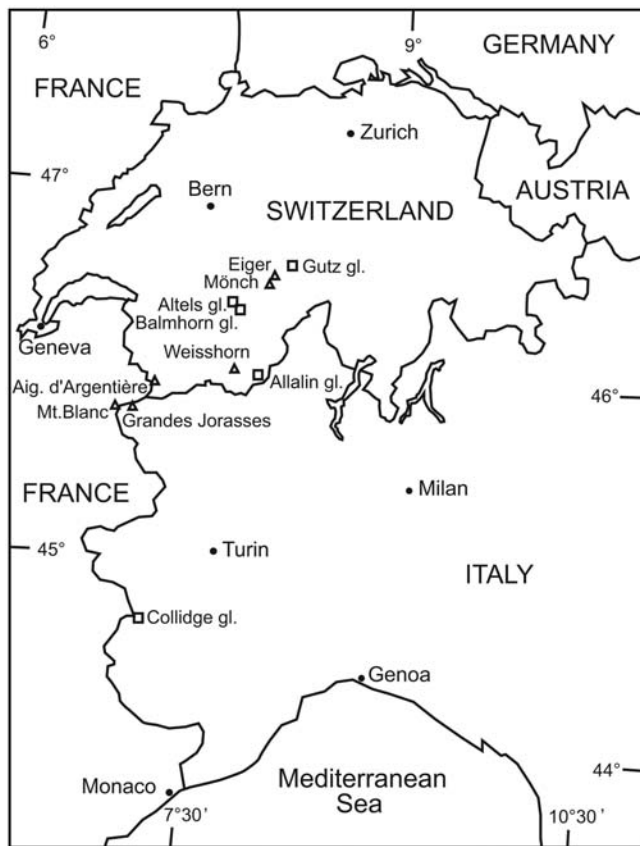 6°
9°
GERMANY
FRANCE
Zurich
47°
AUSTRIA
Bern
SWITZERLAND
Eiger
Gutz gl.
Mönch
Altels gl.
Balmhorn gl.
Geneva
Weisshorn
Aig. d'Argentière
Allalin gl.
46°
Mt.Blanc
Grandes Jorasses
FRANCE
Milan
45°
Turin
ITALY
Collidge gl.
Genoa
44°
Monaco
Mediterranean
Sea
7°30'
10°30'